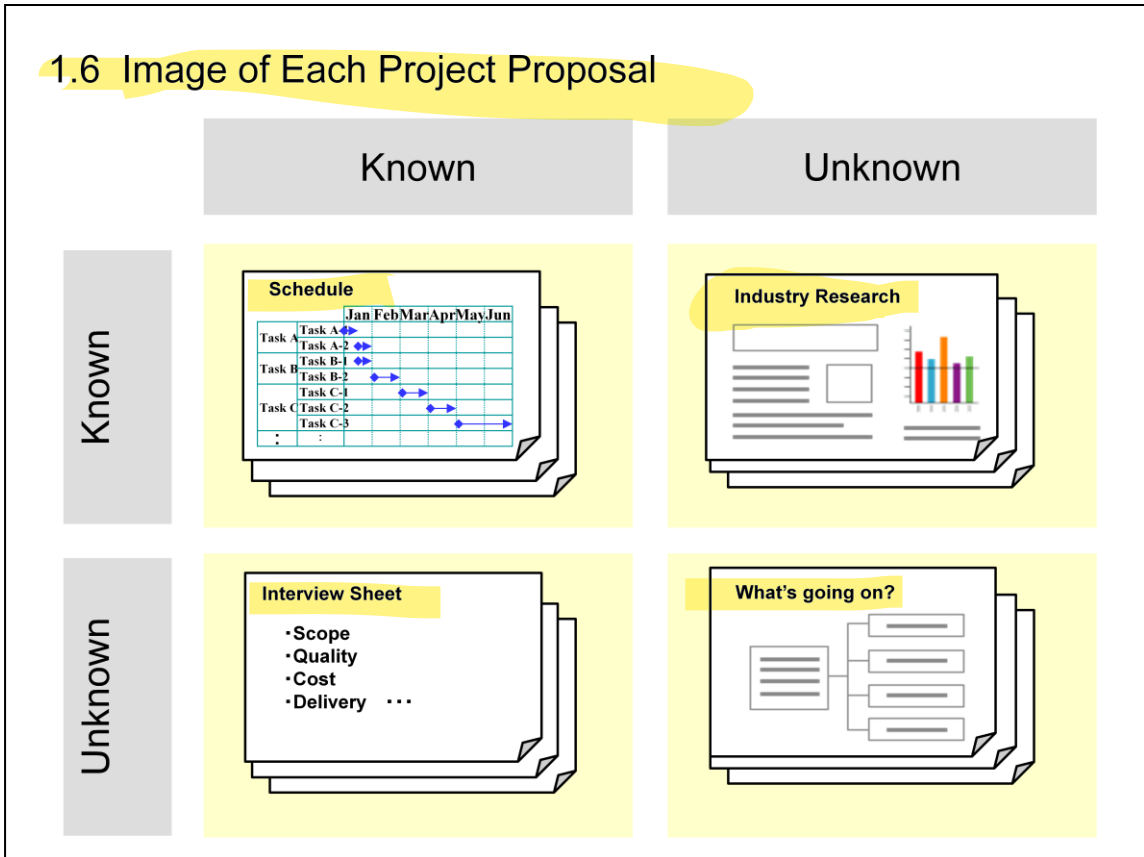 1.6 Image of Each Project Proposal
Known
Unknown
Known
Schedule
Jan Feb Mar Apr May Jun
Task A
Task A-
Task A-2
Task B
Task B-1
Task B-2
Task C
Task C-1
Task C-2
Task C-3
:
:
Industry Research
Unknown
Interview Sheet
・Scope
・Quality
・Cost
・Delivery ・・・
What's going on?